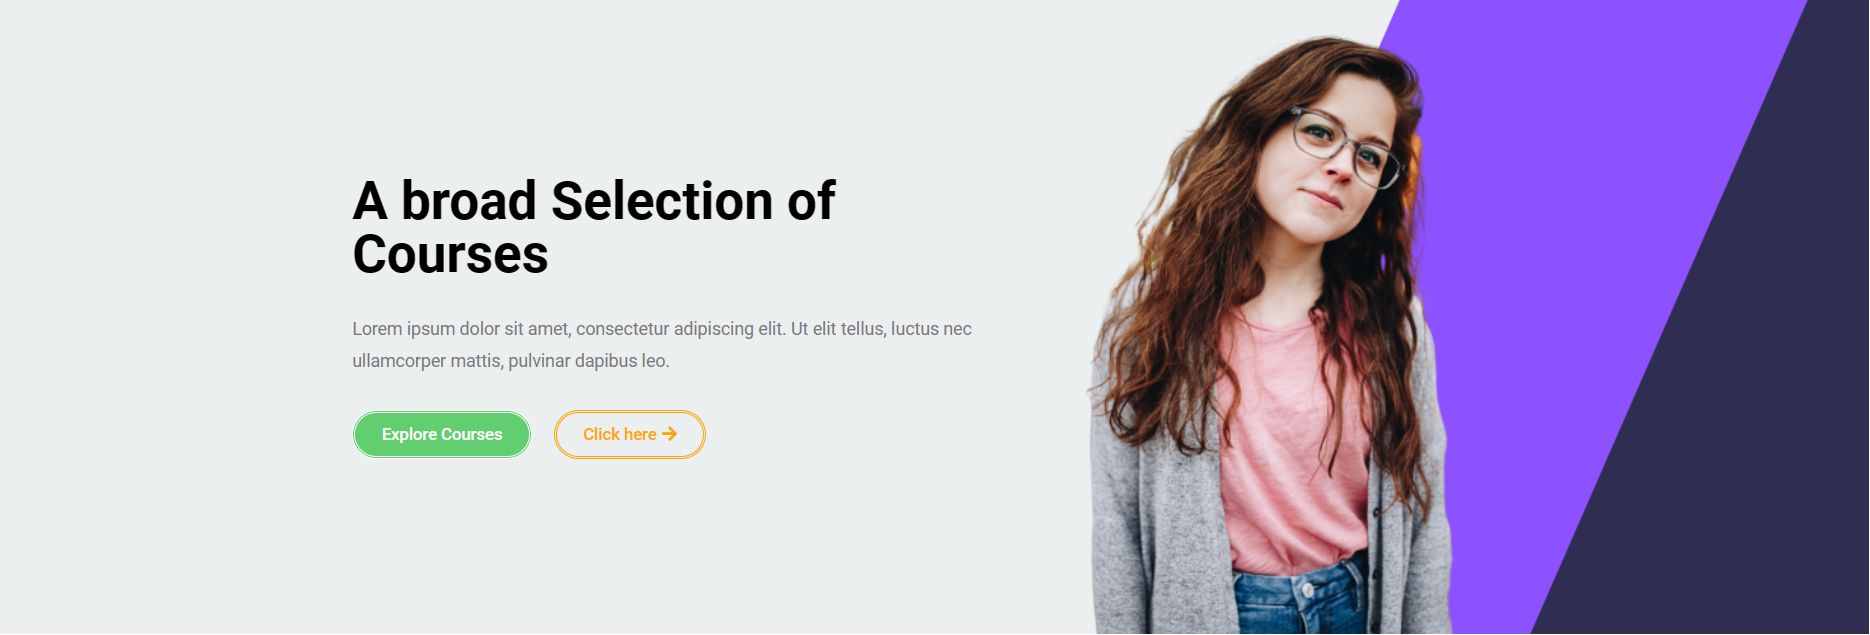 A broad Selection of
Courses
Lorem ipsum dolor sit amet, consectetur adipiscing elit. Ut elit tellus, luctus nec
ullamcorper mattis, pulvinar dapibus leo.
Explore Courses
Click here →